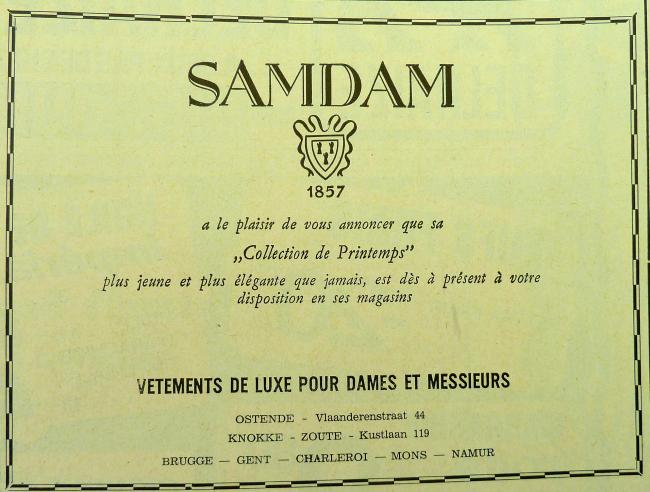 SAMDAM
1857
a le plaisir de vous annoncer que sa
„Collection de Printemps”
plus jeune et plus élégante que jamais, est dès à présent à votre
disposition en ses magasins
VETEMENTS DE LUXE POUR DAMES ET MESSIEURS
OSTENDE - Vlaanderenstraat 44
KNOKKE - ZOUTE - Kustlaan 119
BRUGGE — GENT — CHARLEROI — MONS — NAMUR